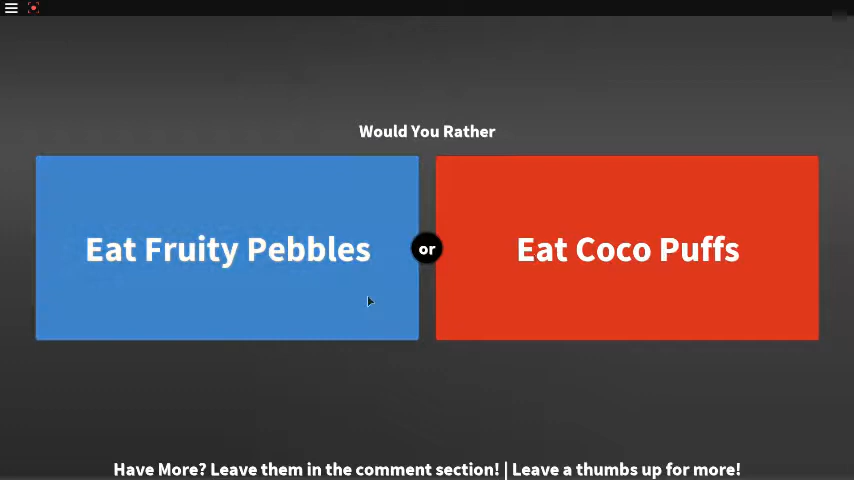 Would You Rather
Eat Fruity Pebbles
or
Eat Coco Puffs
Have More? Leave them in the comment section! | Leave a thumbs up for more!